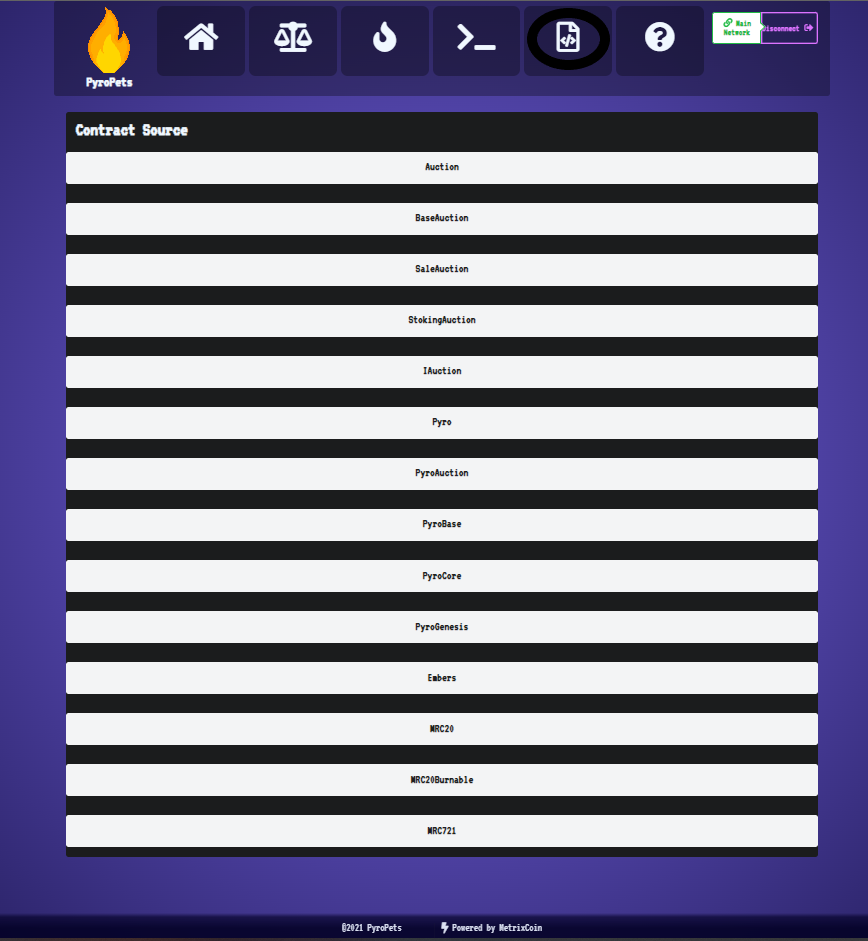 PyroPets
Main
Network
Disconnect
Contract Source
Auction
BaseAuction
SaleAuction
StokingAuction
IAuction
Pyro
PyroAuction
PyroBase
PyroCore
PyroGenesis
Embers
MRC20
MRC20Burnable
MRC721
©2021 PyroPets
Powered by MetrixCoin